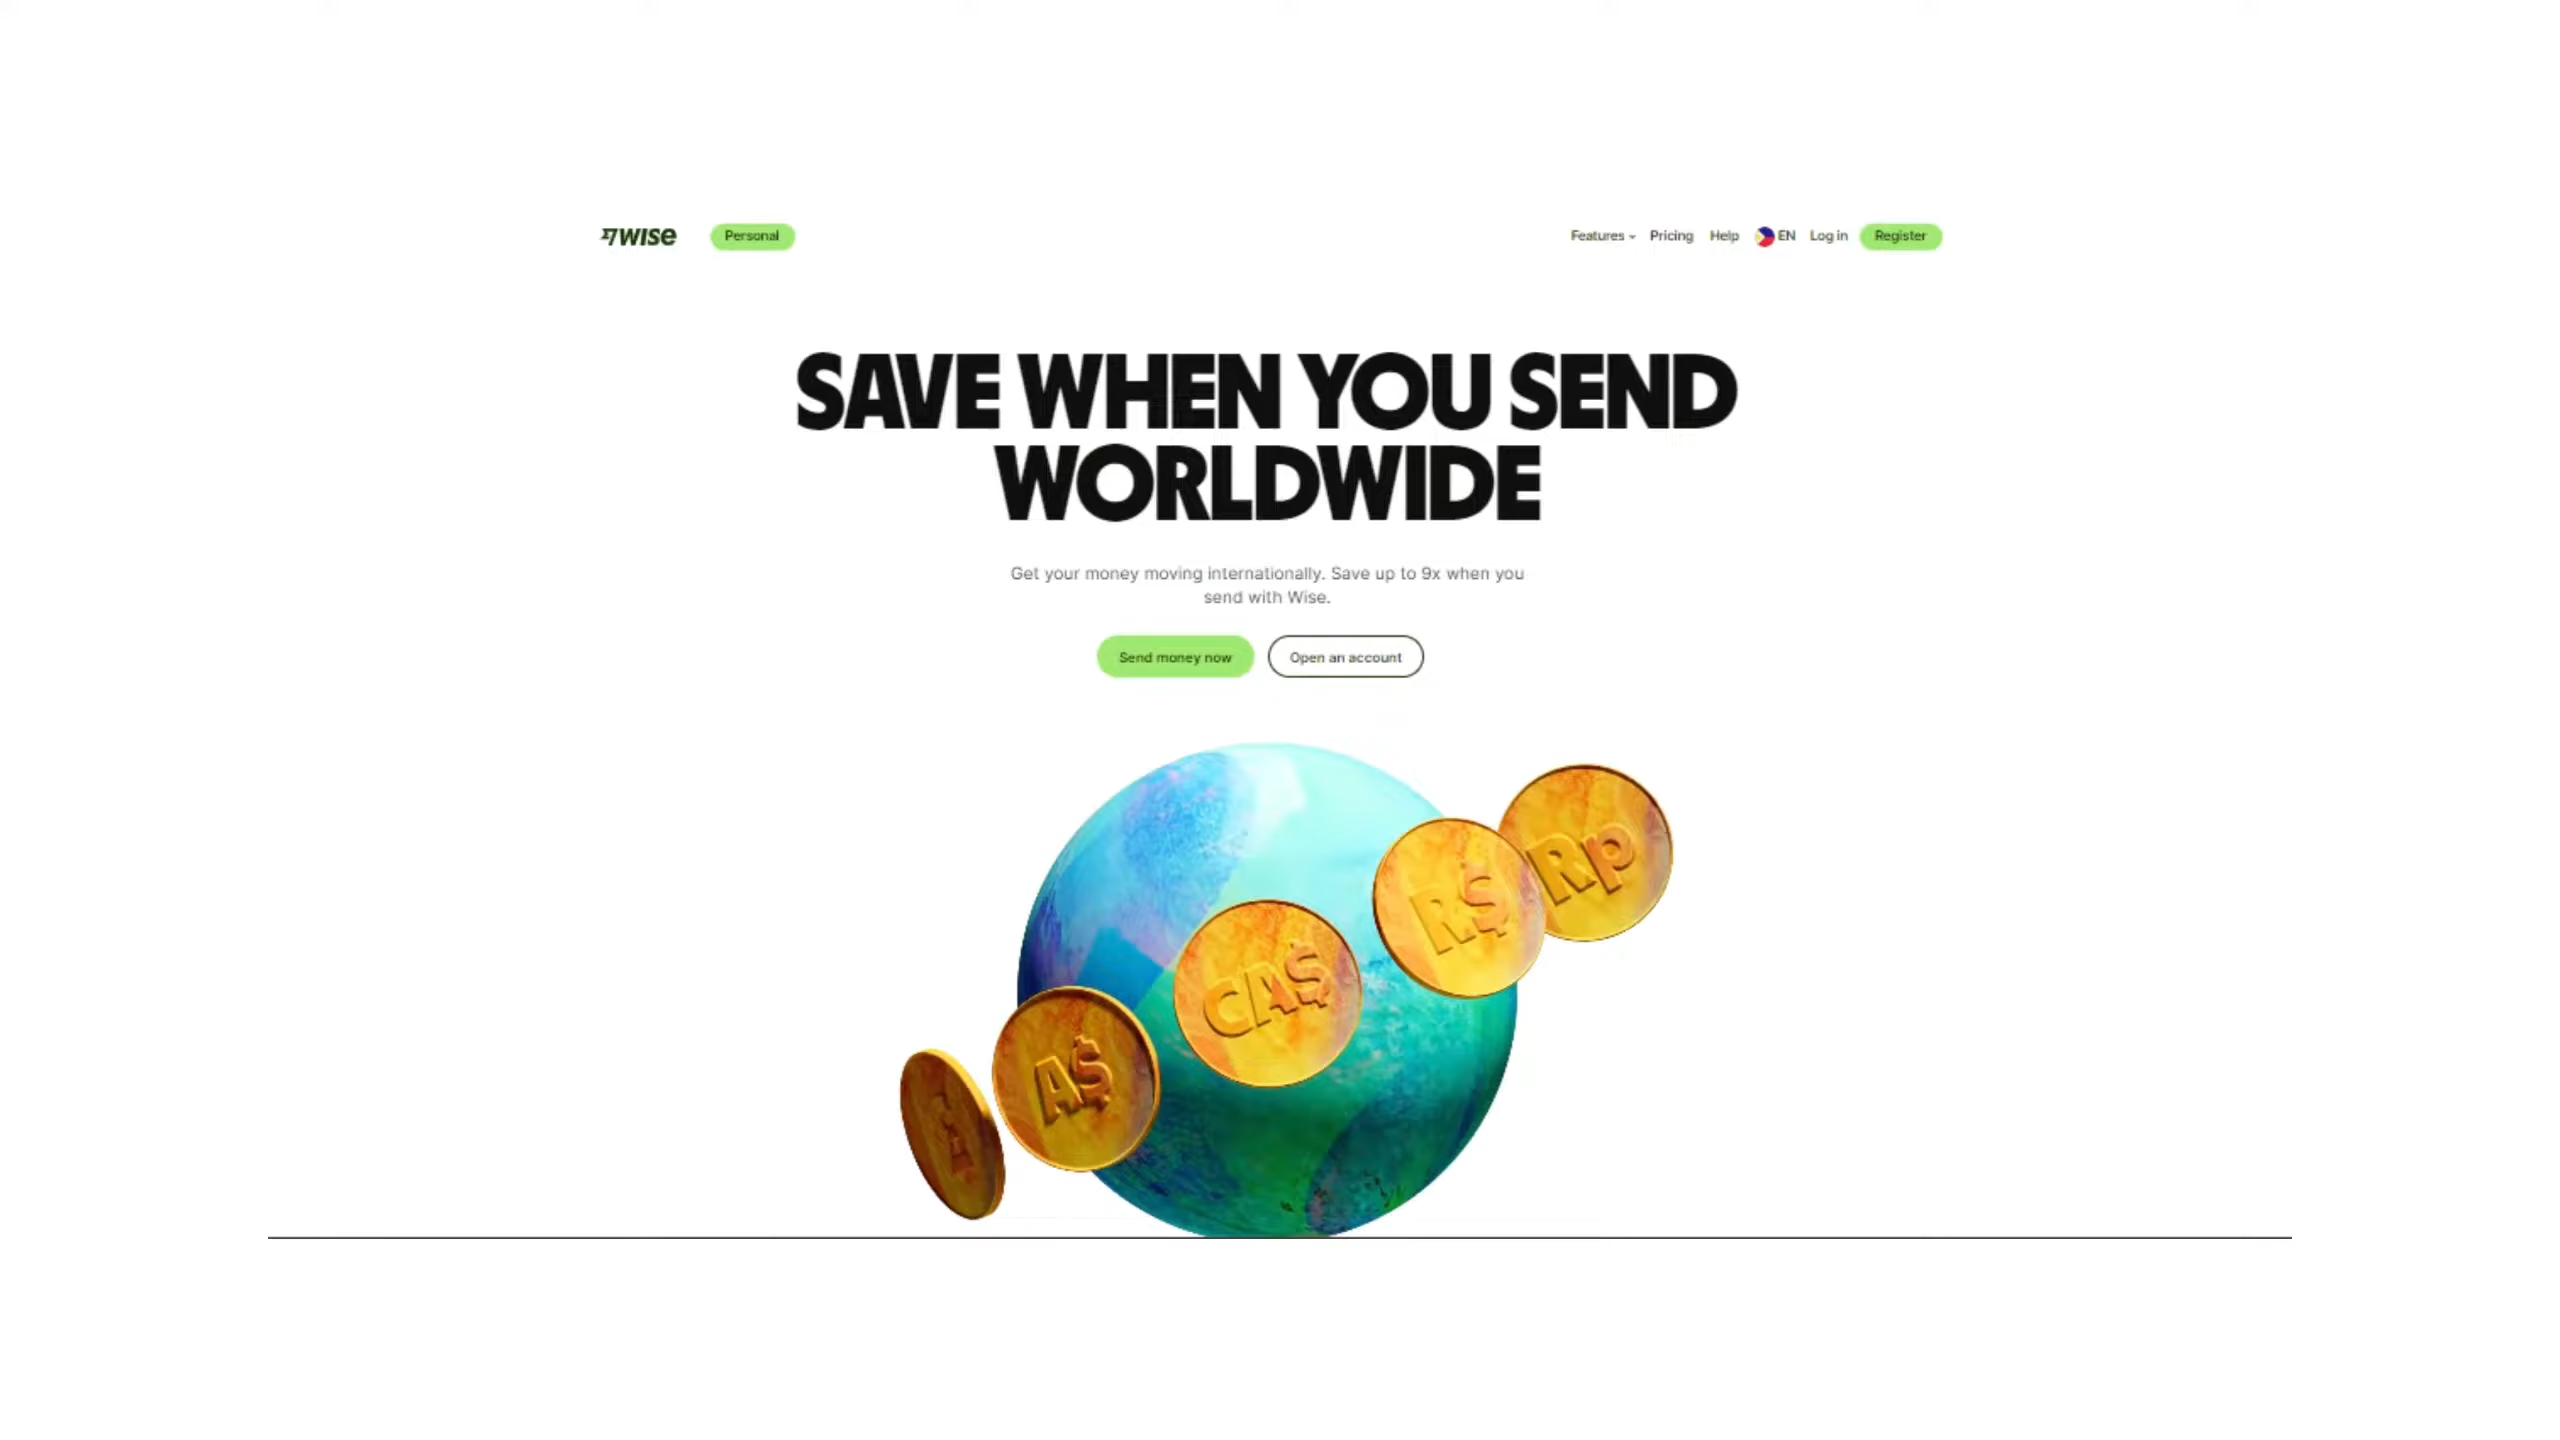 WISE
Personal
Features
Pricing
Help
EN
Log in
Register
SAVE WHEN YOU SEND
WORLDWIDE
Get your money moving internationally. Save up to 9x when you
send with Wise.
Send money now
Open an account
Rp
R$
CA$
A$